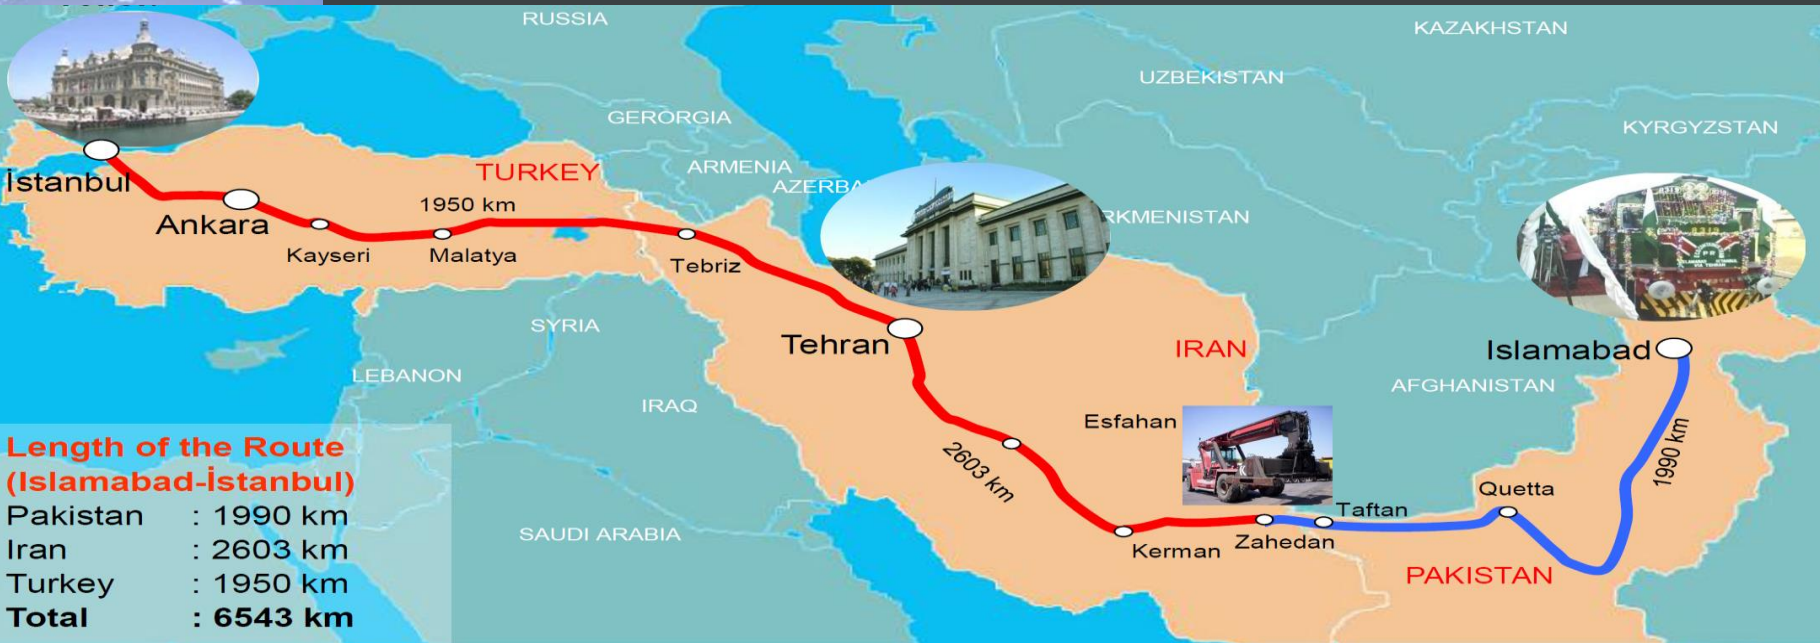 RUSSIA
KAZAKHSTAN
UZBEKISTAN
GERORGIA
KYRGYZSTAN
ARMENIA
TURKEY
AZERBA
İstanbul
1950 km
RKMENISTAN
Ankara
Kayseri
Malatya
Tebriz
SYRIA
Tehran
IRAN
Islamabad
LEBANON
AFGHANISTAN
IRAQ
Esfahan
2603 km
1990 km
Quetta
Taftan
SAUDI ARABIA
Kerman
Zahedan
PAKISTAN
Length of the Route
(Islamabad-İstanbul)
Pakistan : 1990 km
Iran : 2603 km
Turkey : 1950 km
Total : 6543 km